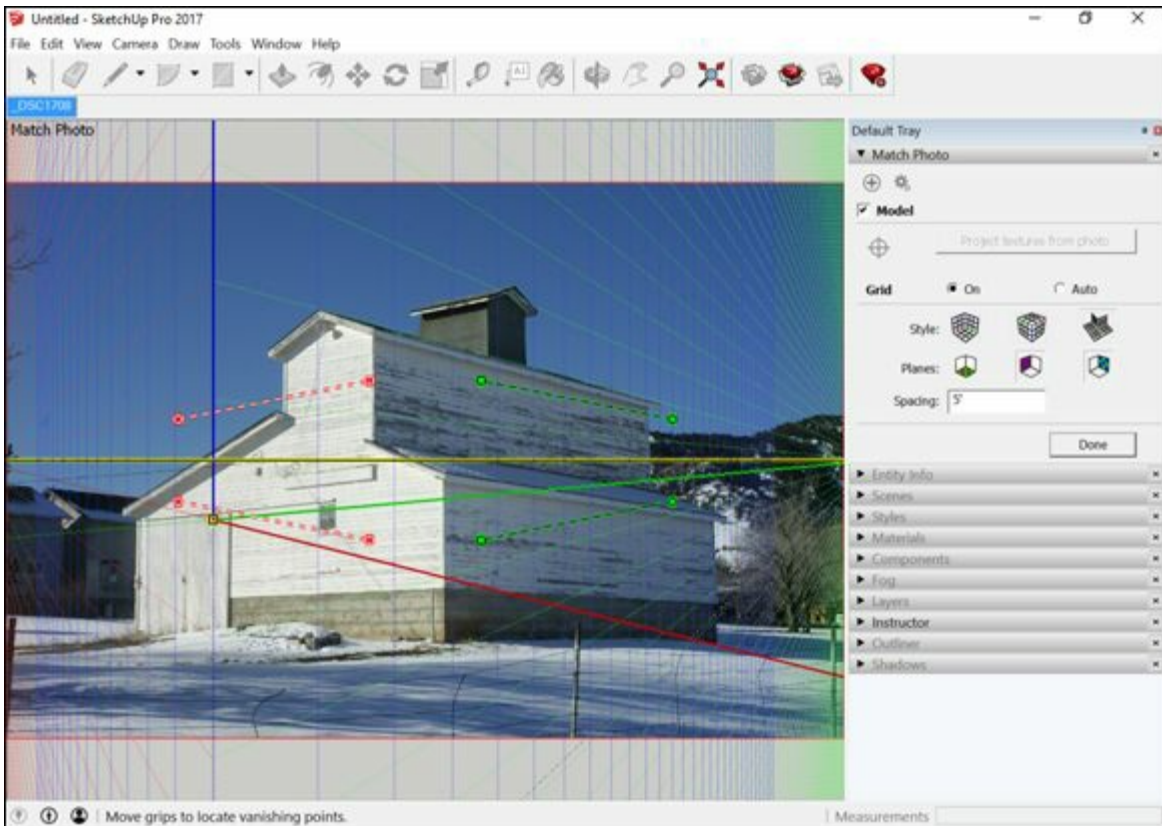 Untitled - SketchUp Pro 2017
File Edit View Camera Draw Tools Window Help
_DSC1708
Match Photo
Default Tray
Match Photo
Model
Project textures from photo
Grid On Auto
Style:
Planes:
Spacing: 5'
Done
Entity Info
Scenes
Styles
Materials
Components
Fog
Layers
Instructor
Outliner
Shadows
Move grips to locate vanishing points.
Measurements